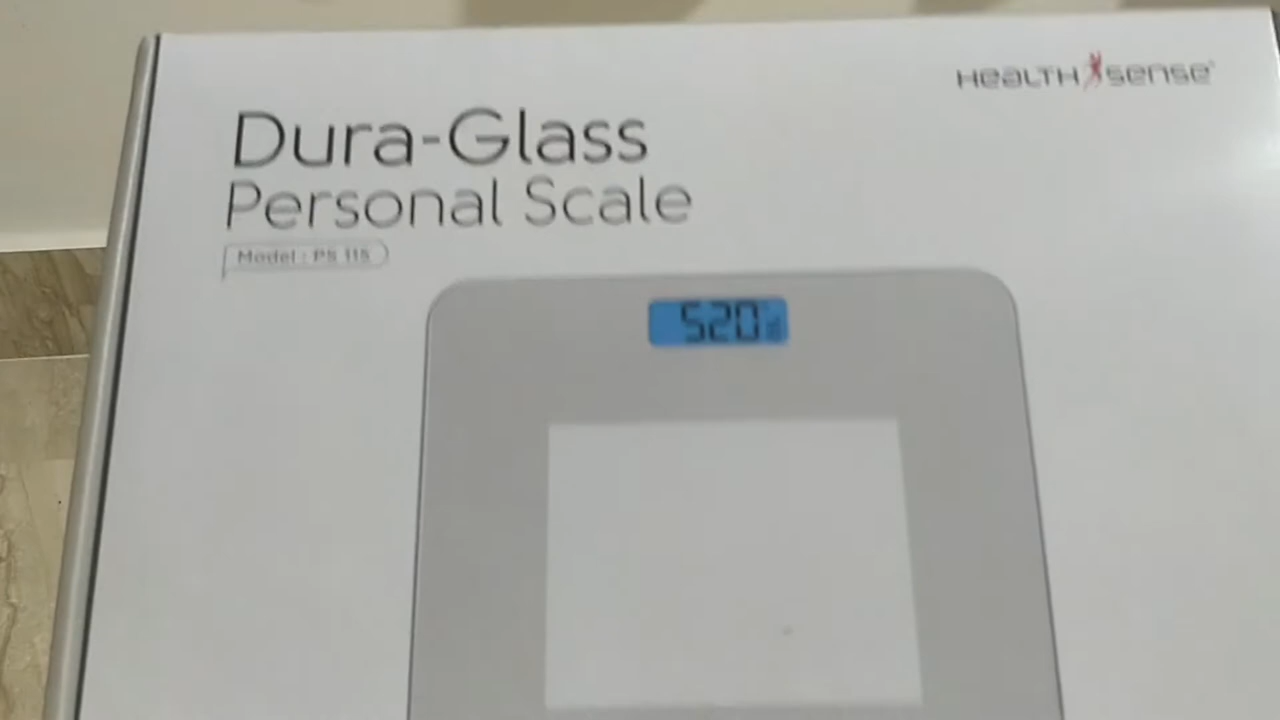 HEALTH sense
Dura-Glass
Personal Scale
Model : PS 115
520